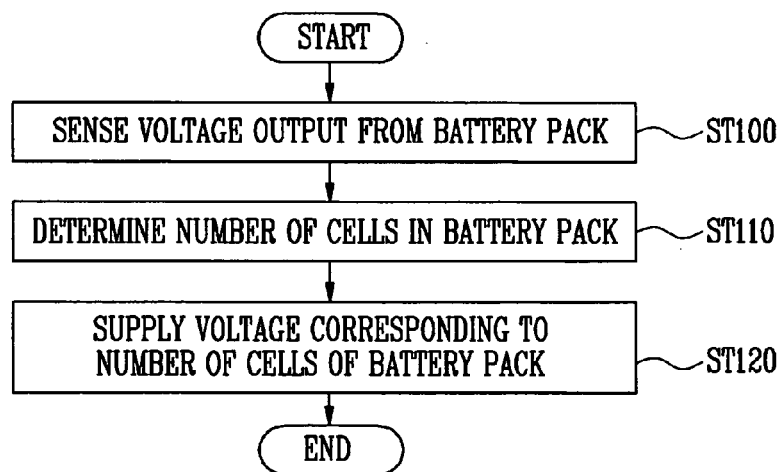 START
SENSE VOLTAGE OUTPUT FROM BATTERY PACK
ST100
DETERMINE NUMBER OF CELLS IN BATTERY PACK
ST110
SUPPLY VOLTAGE CORRESPONDING TO
NUMBER OF CELLS OF BATTERY PACK
ST120
END